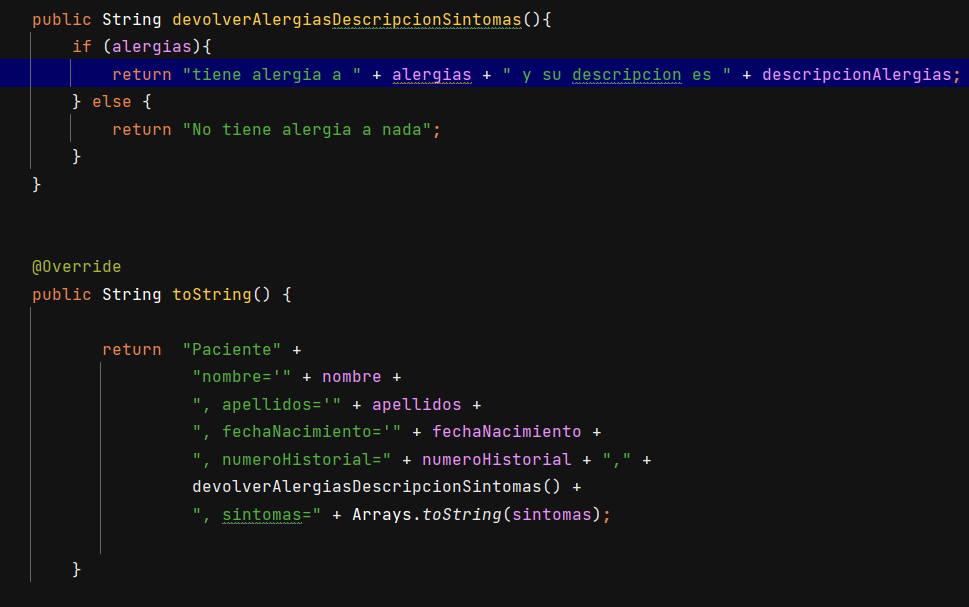 public String devolverAlergiasDescripcionSintomas(){
if (alergias){
return "tiene alergia a " + alergias + " y su descripcion es " + descripcionAlergias;
} else {
return "No tiene alergia a nada";
}
}
@Override
public String toString() {
return "Paciente" +
"nombre='" + nombre +
", apellidos='" + apellidos +
", fechaNacimiento='" + fechaNacimiento +
", numeroHistorial=" + numeroHistorial + "," +
devolverAlergiasDescripcionSintomas() +
", sintomas=" + Arrays.toString(sintomas);
}